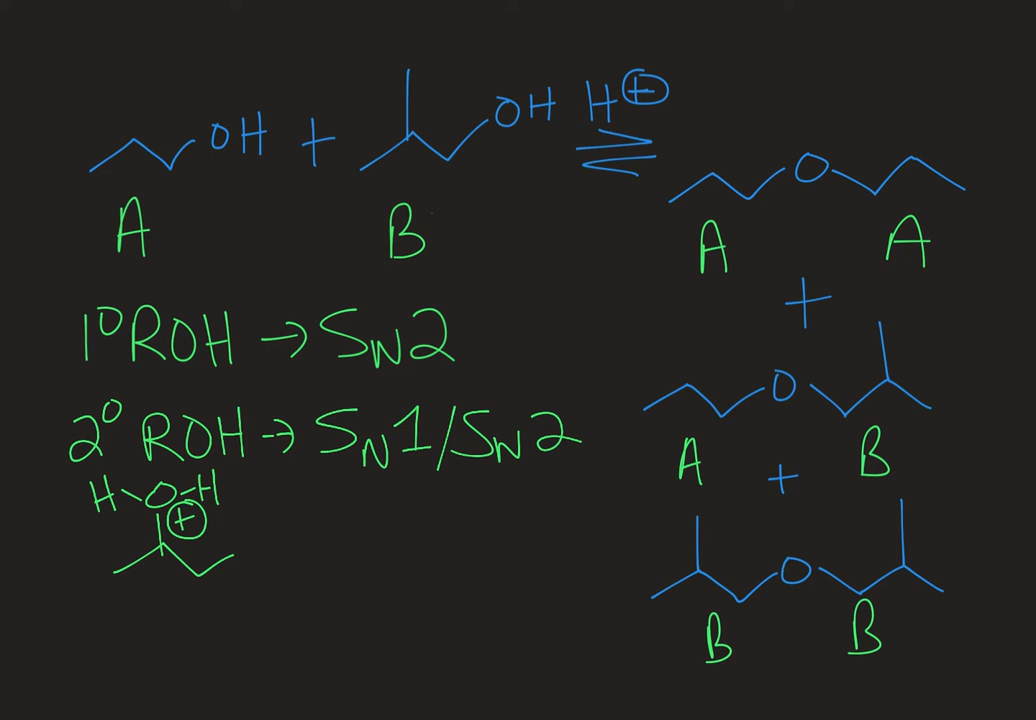 OH + OH H⊕ ⇌
O
A B A A
+
1°ROH → SN2
O
A B
2° ROH → SN1/SN2
+
H O H
⊕
O
B B